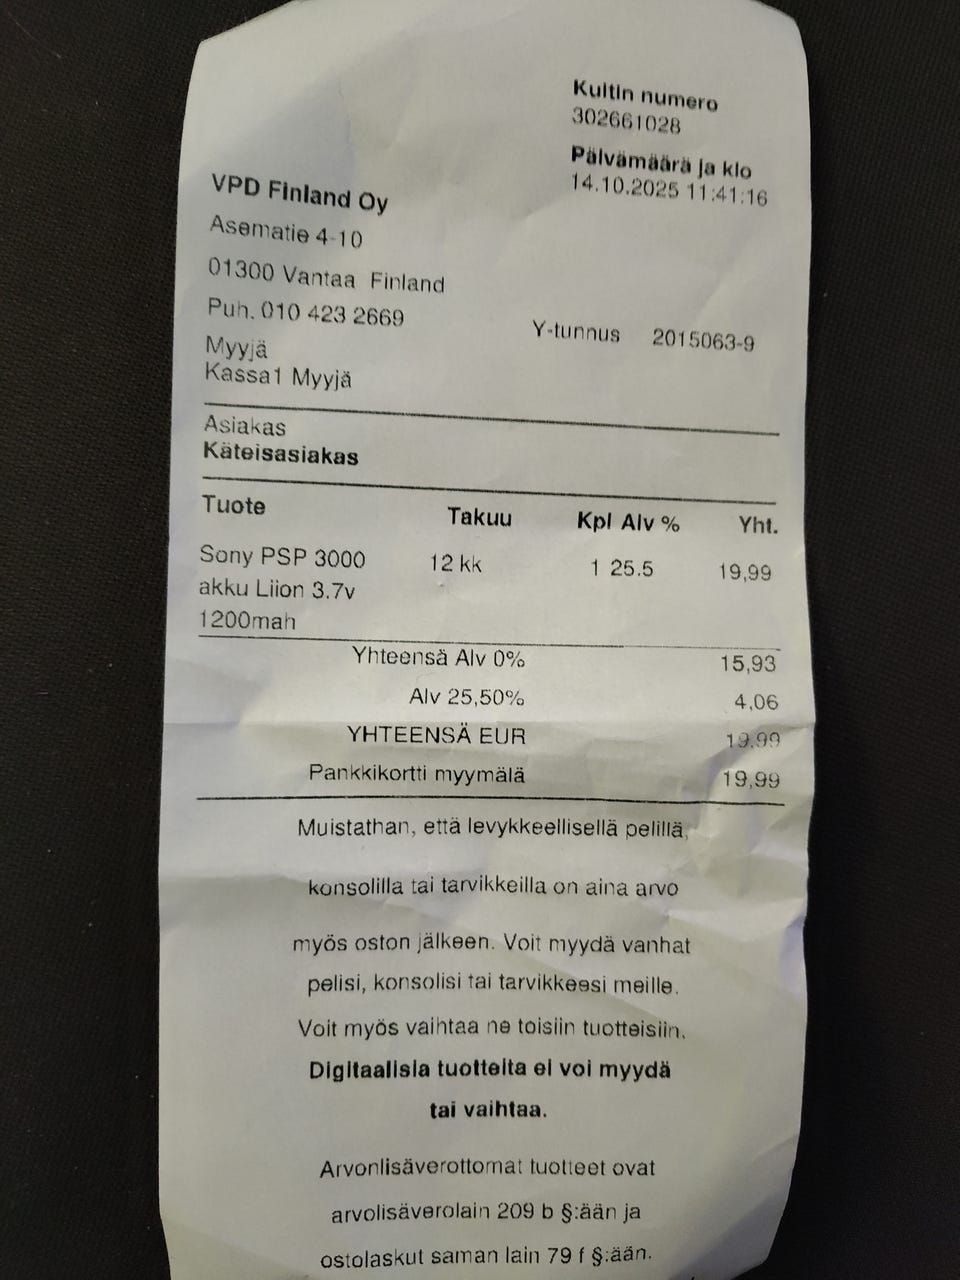 Kuitin numero
302661028
Päivämäärä ja klo
14.10.2025 11:41:16
VPD Finland Oy
Asematie 4-10
01300 Vantaa Finland
Puh. 010 423 2669
Y-tunnus 2015063-9
Myyjä
Kassa1 Myyjä
Asiakas
Käteisasiakas
Tuote Takuu Kpl Alv % Yht.
Sony PSP 3000 12 kk 1 25.5 19,99
akku Liion 3.7v
1200mah
Yhteensä Alv 0% 15,93
Alv 25,50% 4,06
YHTEENSÄ EUR 19,99
Pankkikortti myymälä 19,99
Muistathan, että levykkeellisellä pelillä,
konsolilla tai tarvikkeilla on aina arvo
myös oston jälkeen. Voit myydä vanhat
pelisi, konsolisi tai tarvikkeesi meille.
Voit myös vaihtaa ne toisiin tuotteisiin.
Digitaalisia tuotteita ei voi myydä
tai vaihtaa.
Arvonlisäverottomat tuotteet ovat
arvolisäverolain 209 b §:ään ja
ostolaskut saman lain 79 f §:ään.